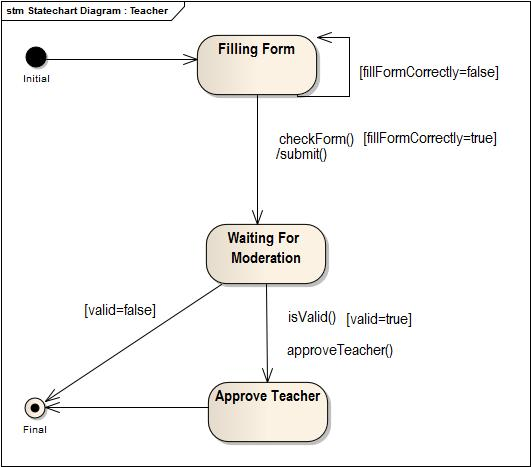 stm Statechart Diagram : Teacher
Filling Form
Initial
[fillFormCorrectly=false]
checkForm() [fillFormCorrectly=true]
/submit()
Waiting For
Moderation
[valid=false]
isValid() [valid=true]
approveTeacher()
Approve Teacher
Final